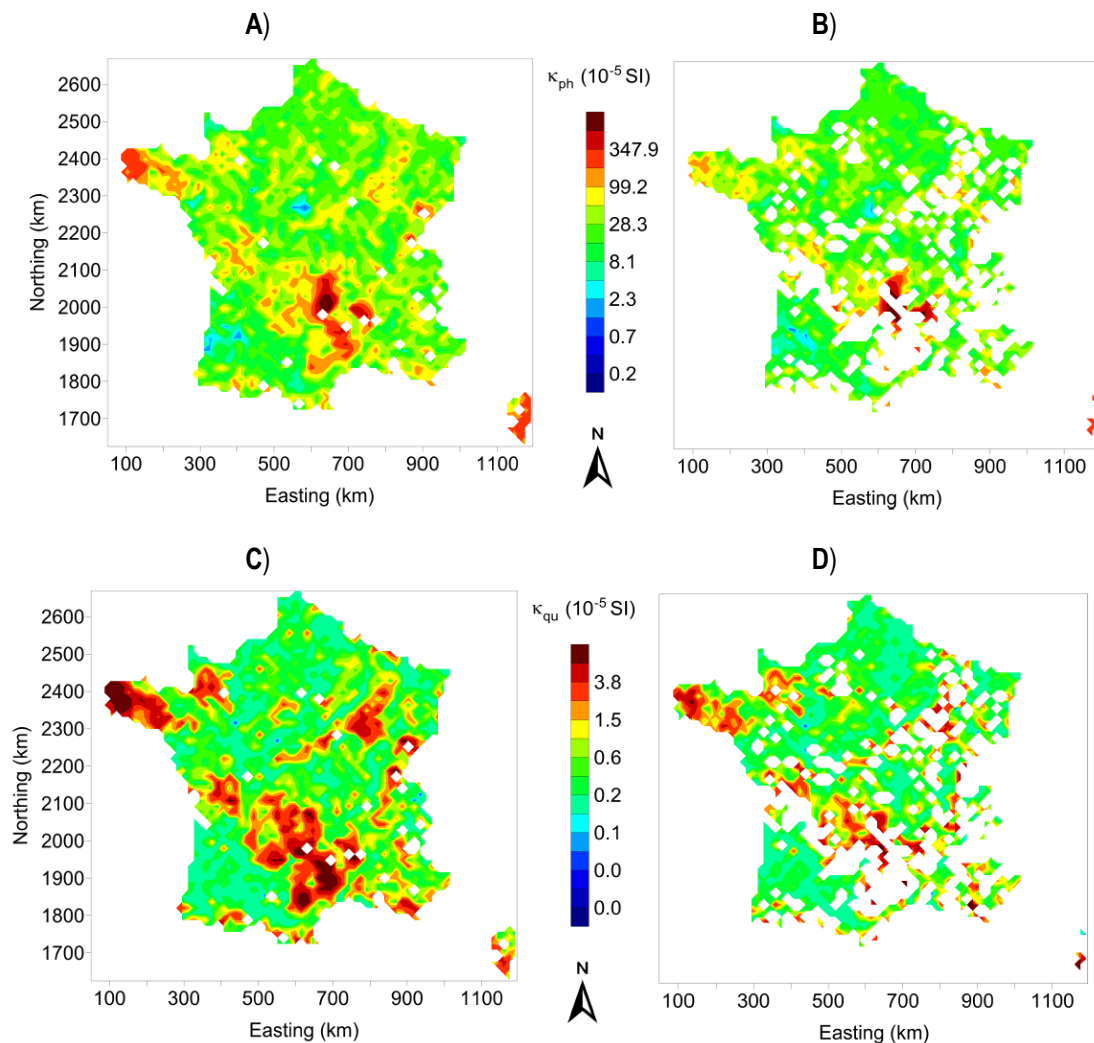 A)
B)
2600
2500
2400
2300
2200
2100
2000
1900
1800
1700
Northing (km)
100 300 500 700 900 1100
Easting (km)
κph (10-5 SI)
347.9
99.2
28.3
8.1
2.3
0.7
0.2
N
100 300 500 700 900 1100
Easting (km)
C)
D)
2600
2500
2400
2300
2200
2100
2000
1900
1800
1700
Northing (km)
100 300 500 700 900 1100
Easting (km)
κqu (10-5 SI)
3.8
1.5
0.6
0.2
0.1
0.0
0.0
N
100 300 500 700 900 1100
Easting (km)